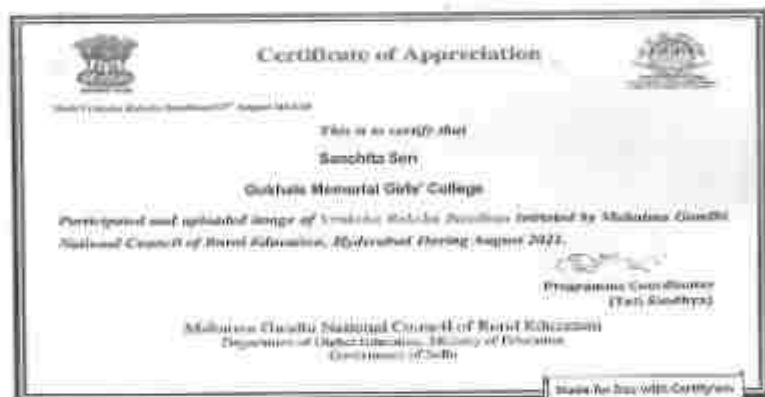 Certificate of Appreciation
This is to certify that
Sanchita Sen
Gokhale Memorial Girls' College
Participated and uploaded image of Vruksha Raksha Bandhan initiated by Mahatma Gandhi
National Council of Rural Education, Hyderabad During August 2021.
Programme Coordinator
Mahatma Gandhi National Council of Rural Education
Department of Higher Education, Ministry of Education
Government of India
Made for free with Certify'em